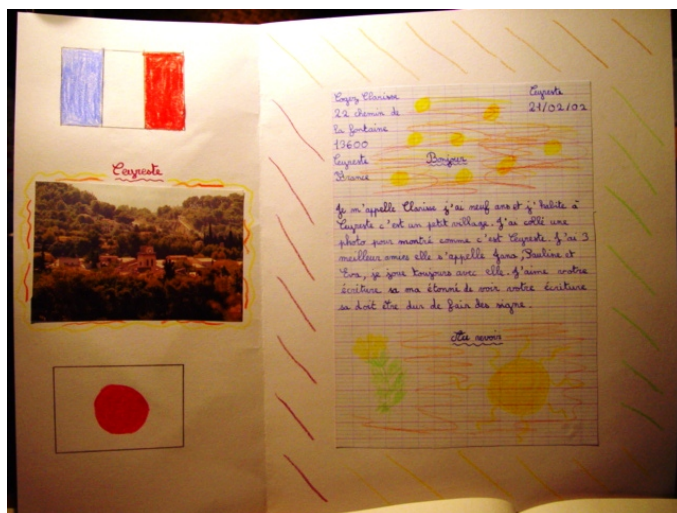 Ceyreste
Clarisse
22 chemin de
la fontaine
13600
Ceyreste
France
Ceyreste
21/02/02
Bonjour
Je m'appelle Clarisse j'ai neuf ans et j'habite à
Ceyreste c'est un petit village. J'ai collé une
photo pour montré comme c'est Ceyreste. J'ai 3
meilleur amies elle s'appelle Jana, Pauline et
Eva, je joue toujours avec elle. J'aime votre
écriture sa ma étonné de voir votre écriture
sa doit être dur de fair des signe.
Au revoir